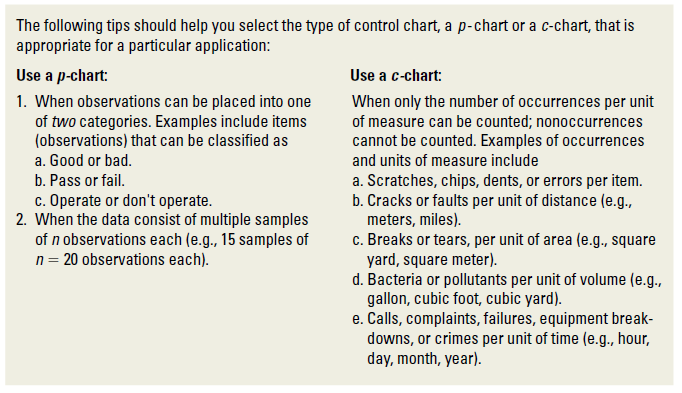 The following tips should help you select the type of control chart, a p-chart or a c-chart, that is
appropriate for a particular application:
Use a p-chart:
1. When observations can be placed into one
of two categories. Examples include items
(observations) that can be classified as
a. Good or bad.
b. Pass or fail.
c. Operate or don't operate.
2. When the data consist of multiple samples
of n observations each (e.g., 15 samples of
n = 20 observations each).
Use a c-chart:
When only the number of occurrences per unit
of measure can be counted; nonoccurrences
cannot be counted. Examples of occurrences
and units of measure include
a. Scratches, chips, dents, or errors per item.
b. Cracks or faults per unit of distance (e.g.,
meters, miles).
c. Breaks or tears, per unit of area (e.g., square
yard, square meter).
d. Bacteria or pollutants per unit of volume (e.g.,
gallon, cubic foot, cubic yard).
e. Calls, complaints, failures, equipment break-
downs, or crimes per unit of time (e.g., hour,
day, month, year).